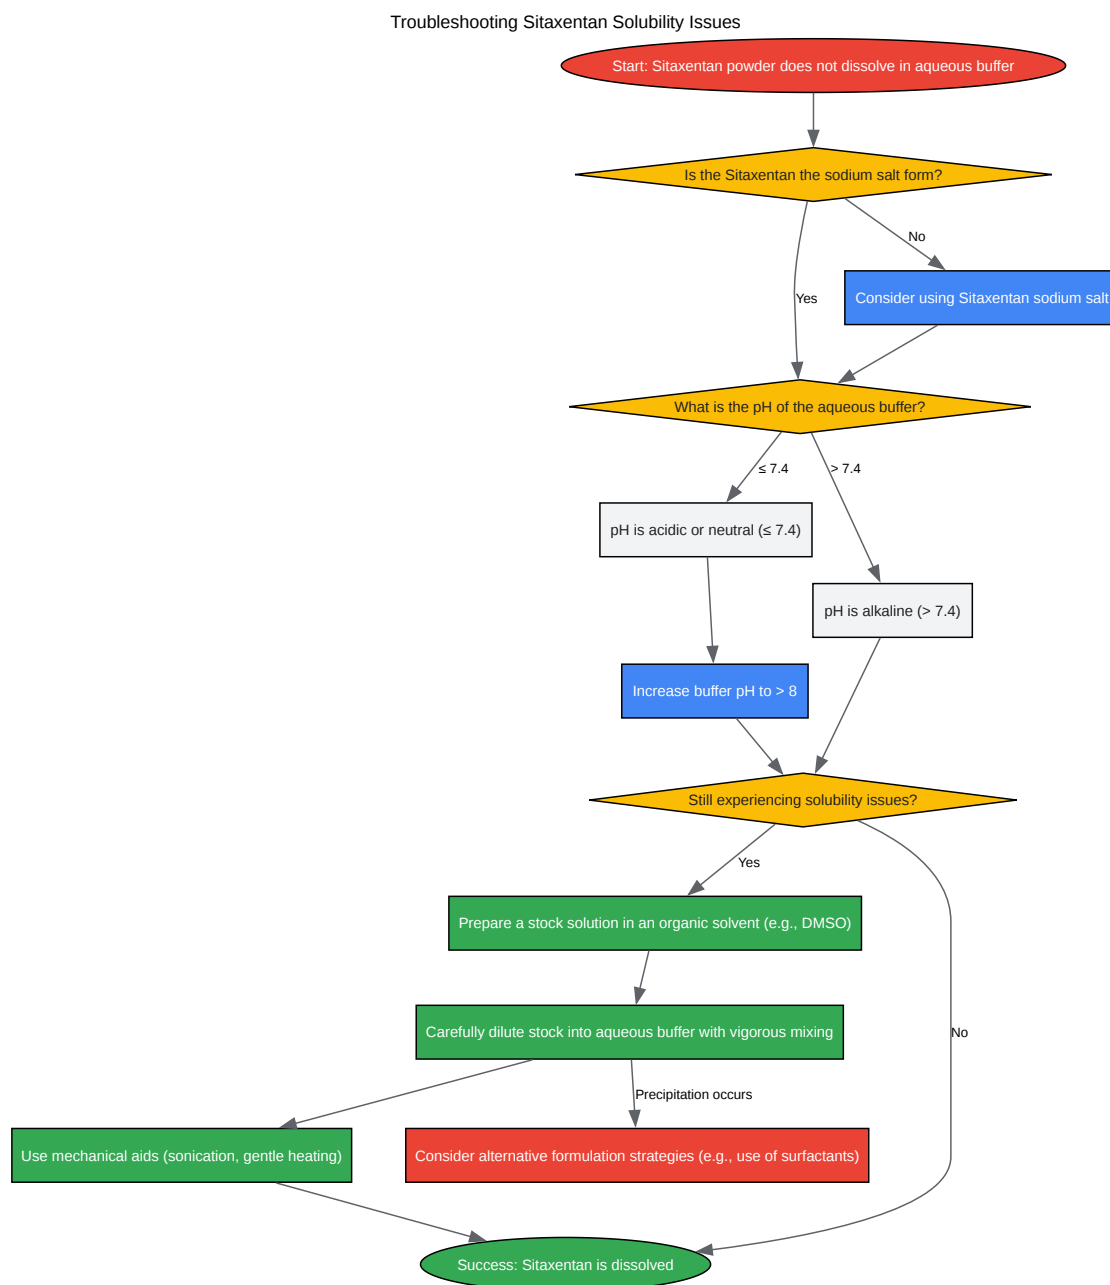 Troubleshooting Sitaxentan Solubility Issues
Start: Sitaxentan powder does not dissolve in aqueous buffer
Is the Sitaxentan the sodium salt form?
No
Yes
Consider using Sitaxentan sodium salt
What is the pH of the aqueous buffer?
≤ 7.4
> 7.4
pH is acidic or neutral (≤ 7.4)
pH is alkaline (> 7.4)
Increase buffer pH to > 8
Still experiencing solubility issues?
Yes
Prepare a stock solution in an organic solvent (e.g., DMSO)
Carefully dilute stock into aqueous buffer with vigorous mixing
No
Precipitation occurs
Use mechanical aids (sonication, gentle heating)
Consider alternative formulation strategies (e.g., use of surfactants)
Success: Sitaxentan is dissolved